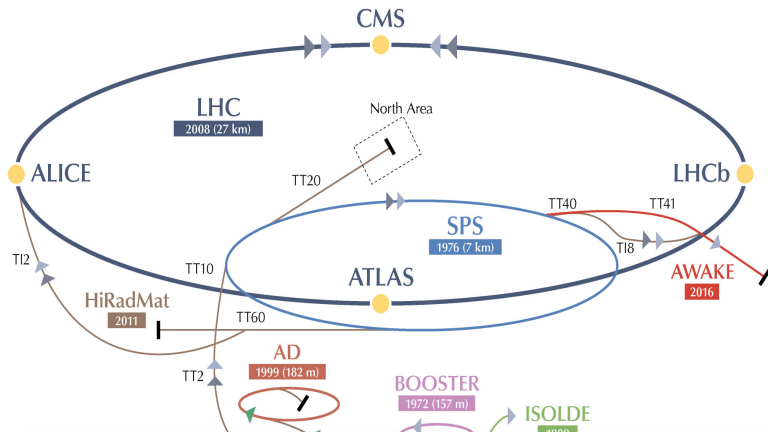 CMS
LHC
2008 (27 km)
North Area
ALICE
TT20
LHCb
TT40
TT41
SPS
1976 (7 km)
TI8
TI2
TT10
ATLAS
AWAKE
2016
HiRadMat
2011
TT60
AD
1999 (182 m)
TT2
BOOSTER
1972 (157 m)
ISOLDE